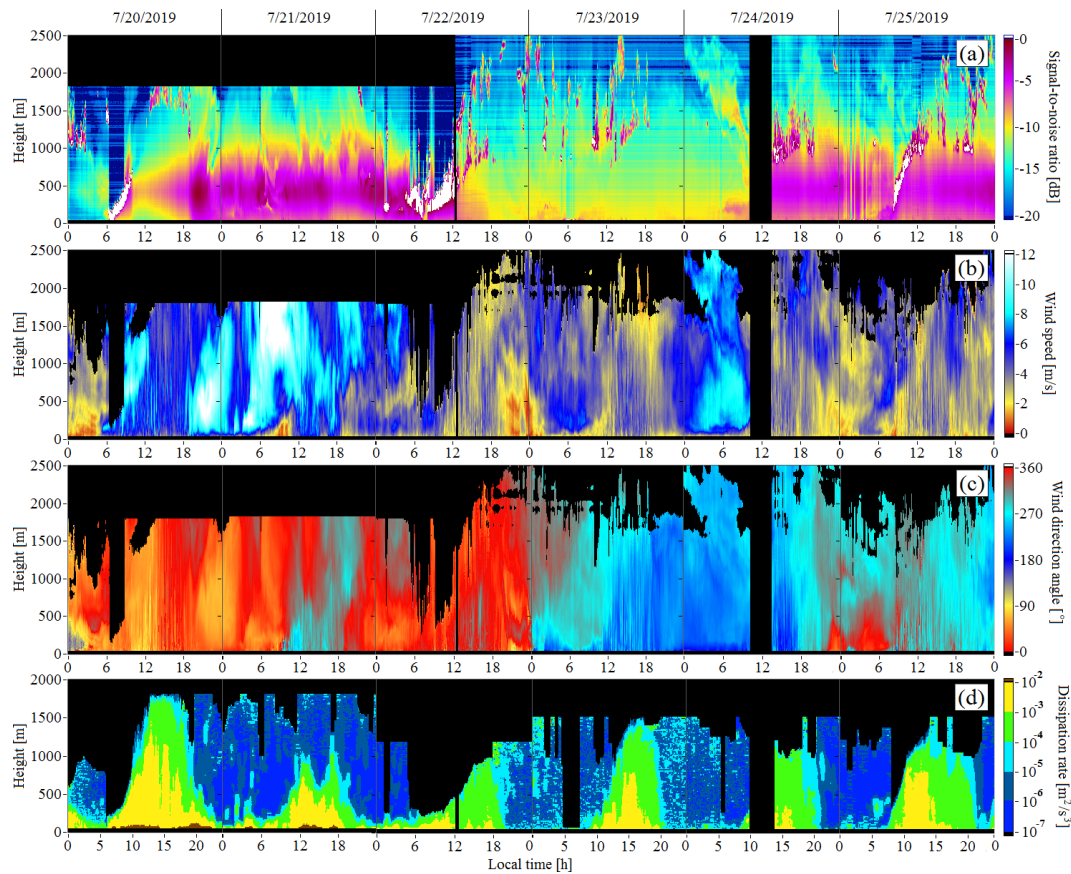 7/20/2019 7/21/2019 7/22/2019 7/23/2019 7/24/2019 7/25/2019
(a)
Height [m]
2500
2000
1500
1000
500
0
0
-5
-10
-15
-20
Signal-to-noise ratio [dB]
0 6 12 18 0 6 12 18 0 6 12 18 0 6 12 18 0 5 10 15 20 0 6 12 18 0
(b)
Height [m]
2500
2000
1500
1000
500
0
12
10
8
6
4
2
0
Wind speed [m/s]
0 6 12 18 0 6 12 18 0 6 12 18 0 6 12 18 0 5 10 15 20 0 6 12 18 0
(c)
Height [m]
2500
2000
1500
1000
500
0
360
270
180
90
0
Wind direction angle [°]
0 6 12 18 0 6 12 18 0 6 12 18 0 6 12 18 0 5 10 15 20 0 6 12 18 0
(d)
Height [m]
2000
1500
1000
500
0
10⁻²
10⁻³
10⁻⁴
10⁻⁵
10⁻⁶
10⁻⁷
Dissipation rate [m²/s³]
0 6 12 18 0 6 12 18 0 6 12 18 0 5 10 15 20 0 5 10 15 20 0 5 10 15 20 0
Local time [h]